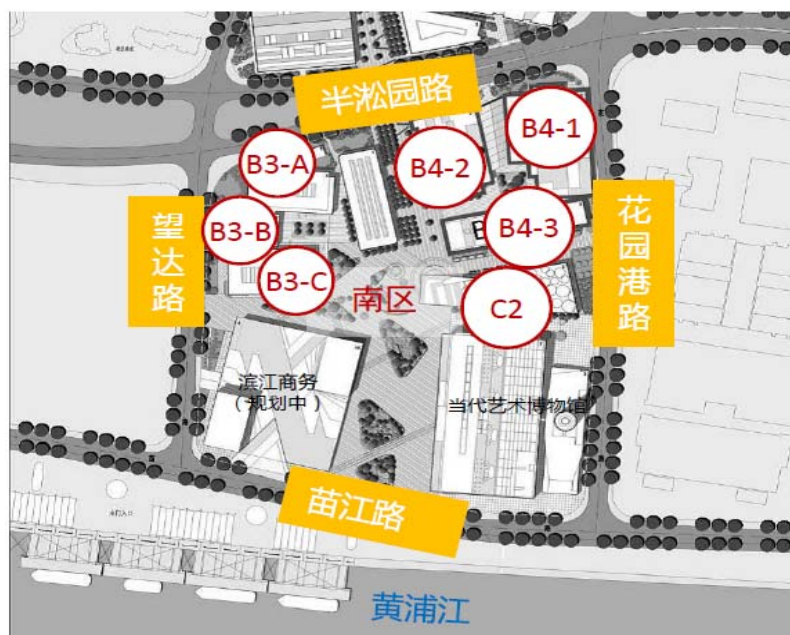 半淞园路
B4-1
B3-A
B4-2
望达路
B3-B
B4-3
花园港路
B3-C
南区
C2
滨江商务
（规划中）
当代艺术博物馆
苗江路
黄浦江